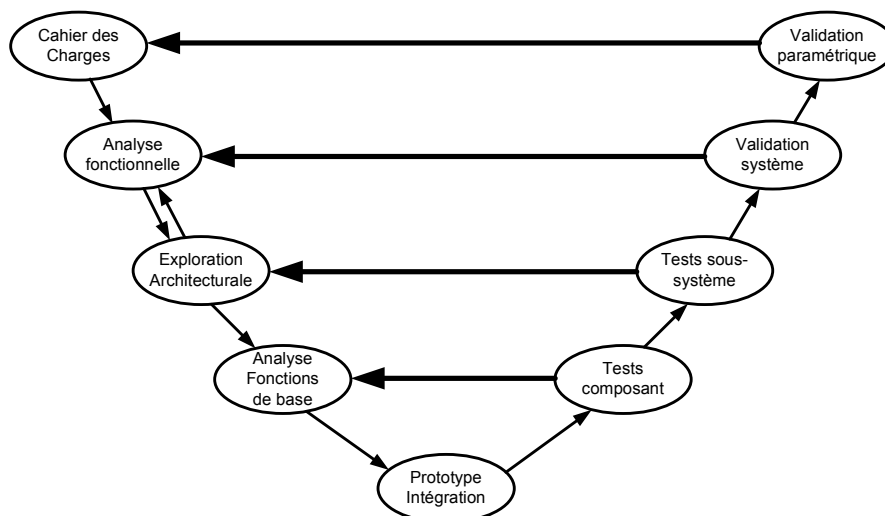 Cahier des
Charges
Validation
paramétrique
Analyse
fonctionnelle
Validation
système
Exploration
Architecturale
Tests sous-
système
Analyse
Fonctions
de base
Tests
composant
Prototype
Intégration